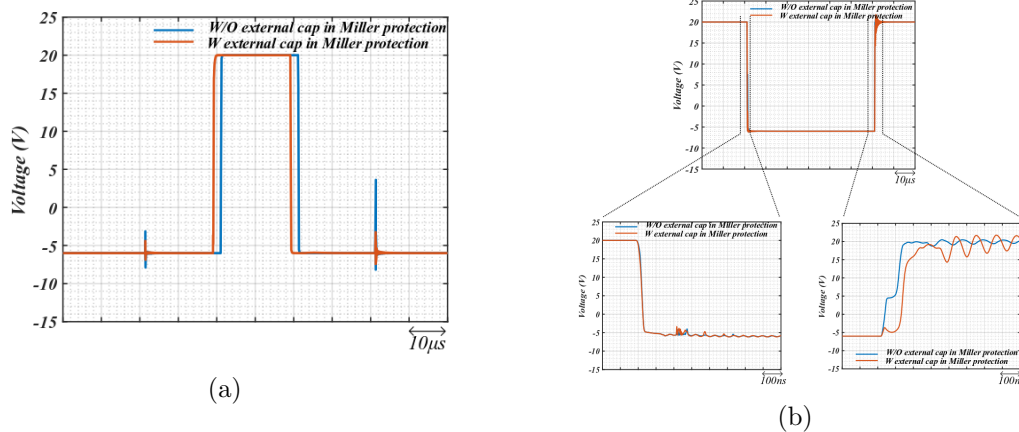 25
20
15
10
5
0
-5
-10
-15
Voltage (V)
W/O external cap in Miller protection
W external cap in Miller protection
10μs
(a)
25
20
15
10
5
0
-5
-10
-15
Voltage (V)
W/O external cap in Miller protection
W external cap in Miller protection
10μs
25
20
15
10
5
0
-5
-10
-15
Voltage (V)
W/O external cap in Miller protection
W external cap in Miller protection
100ns
25
20
15
10
5
0
-5
-10
-15
Voltage (V)
W/O external cap in Miller protection
W external cap in Miller protection
100ns
(b)